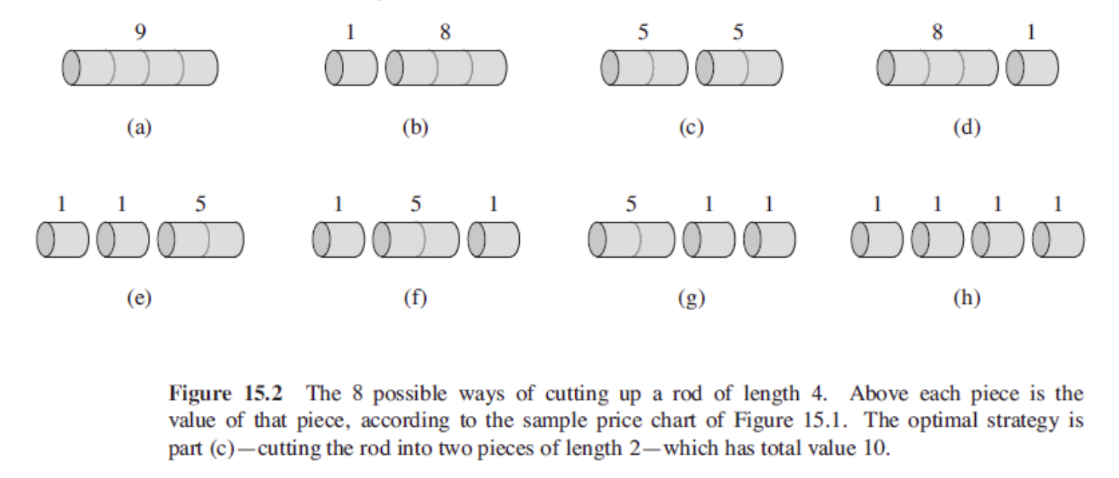 9 1 8 5 5 8 1
(a) (b) (c) (d)
1 1 5 1 5 1 5 1 1 1 1 1 1
(e) (f) (g) (h)
Figure 15.2 The 8 possible ways of cutting up a rod of length 4. Above each piece is the
value of that piece, according to the sample price chart of Figure 15.1. The optimal strategy is
part (c)—cutting the rod into two pieces of length 2—which has total value 10.